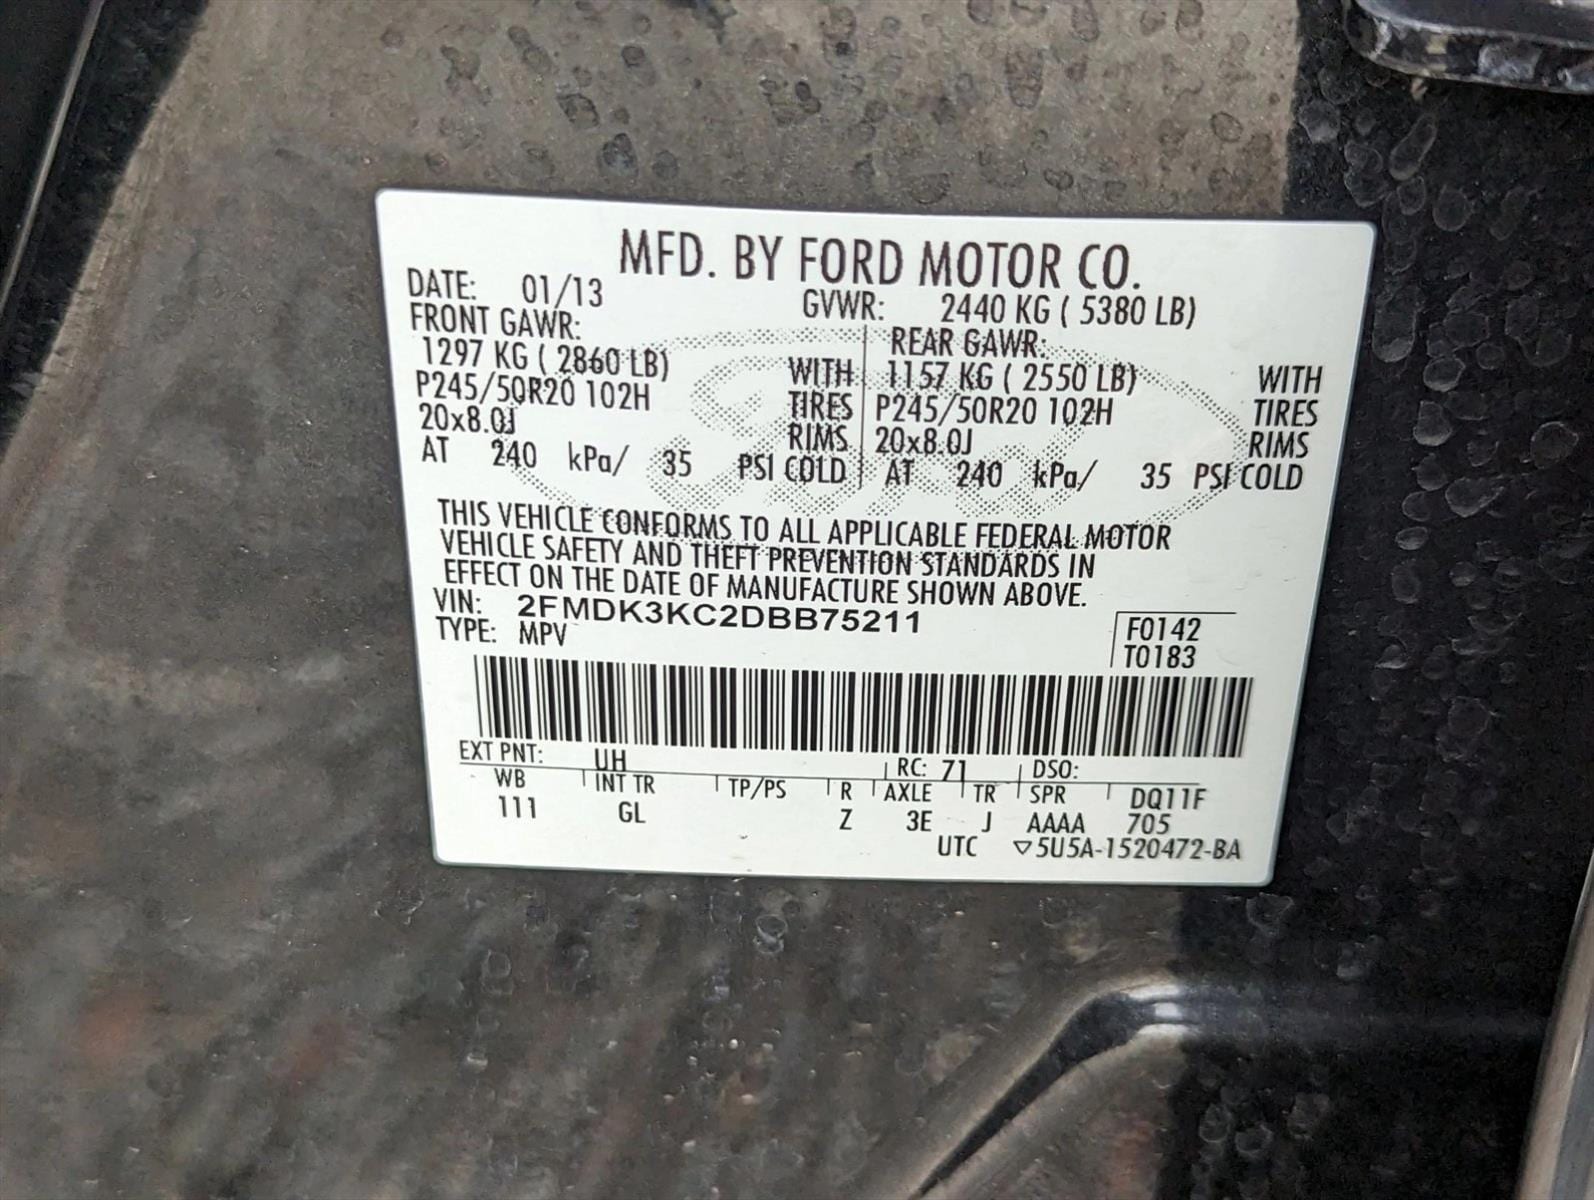 MFD. BY FORD MOTOR CO.
DATE: 01/13 GVWR: 2440 KG ( 5380 LB)
FRONT GAWR: REAR GAWR:
1297 KG ( 2860 LB) WITH 1157 KG ( 2550 LB) WITH
P245/50R20 102H TIRES P245/50R20 102H TIRES
20x8.0J RIMS 20x8.0J RIMS
AT 240 kPa/ 35 PSI COLD AT 240 kPa/ 35 PSI COLD
THIS VEHICLE CONFORMS TO ALL APPLICABLE FEDERAL MOTOR
VEHICLE SAFETY AND THEFT PREVENTION STANDARDS IN
EFFECT ON THE DATE OF MANUFACTURE SHOWN ABOVE.
VIN: 2FMDK3KC2DBB75211 F0142
TYPE: MPV T0183
EXT PNT: UH RC: 71 DSO:
WB INT TR TP/PS R AXLE TR SPR DQ11F
111 GL Z 3E J AAAA 705
UTC ▽5U5A-1520472-BA